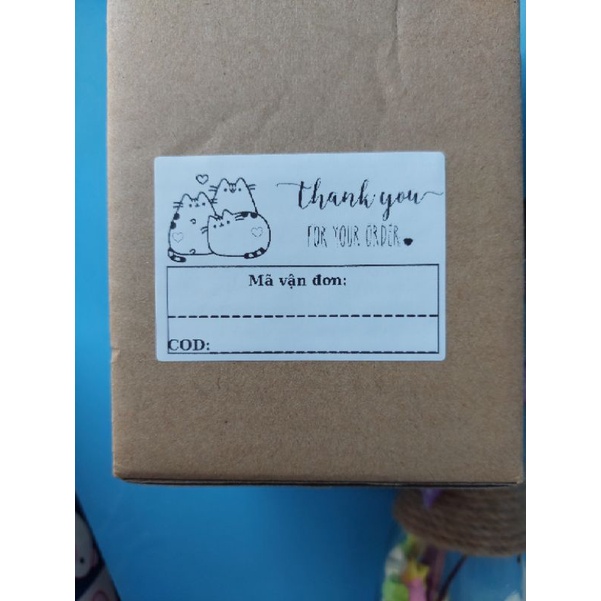 thank you
FOR YOUR ORDER
Mã vận đơn:
COD: